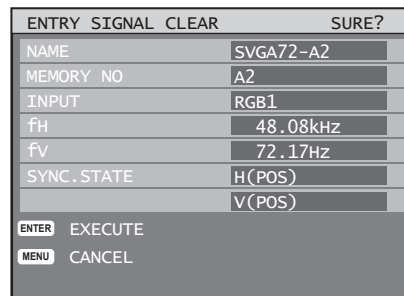 ENTRY SIGNAL CLEAR SURE?
NAME SVGA72-A2
MEMORY NO A2
INPUT RGB1
fH 48.08kHz
fV 72.17Hz
SYNC.STATE H(POS)
V(POS)
ENTER EXECUTE
MENU CANCEL